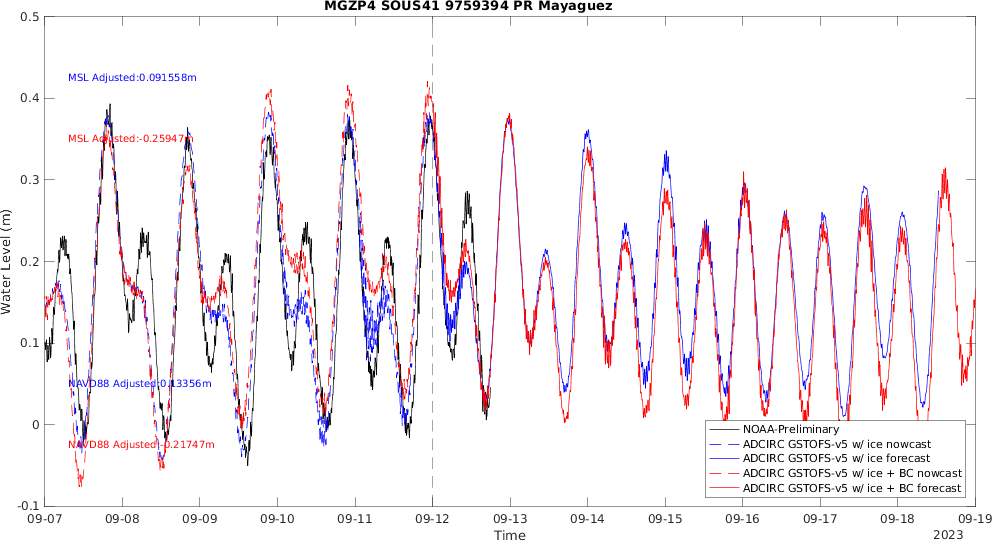 MGZP4 SOUS41 9759394 PR Mayaguez
0.5
0.4
0.3
0.2
0.1
0
-0.1
Water Level (m)
MSL Adjusted:0.091558m
MSL Adjusted:-0.25947m
NAVD88 Adjusted:0.13356m
NAVD88 Adjusted:-0.21747m
NOAA-Preliminary
ADCIRC GSTOFS-v5 w/ ice nowcast
ADCIRC GSTOFS-v5 w/ ice forecast
ADCIRC GSTOFS-v5 w/ ice + BC nowcast
ADCIRC GSTOFS-v5 w/ ice + BC forecast
09-07 09-08 09-09 09-10 09-11 09-12 09-13 09-14 09-15 09-16 09-17 09-18 09-19
Time
2023